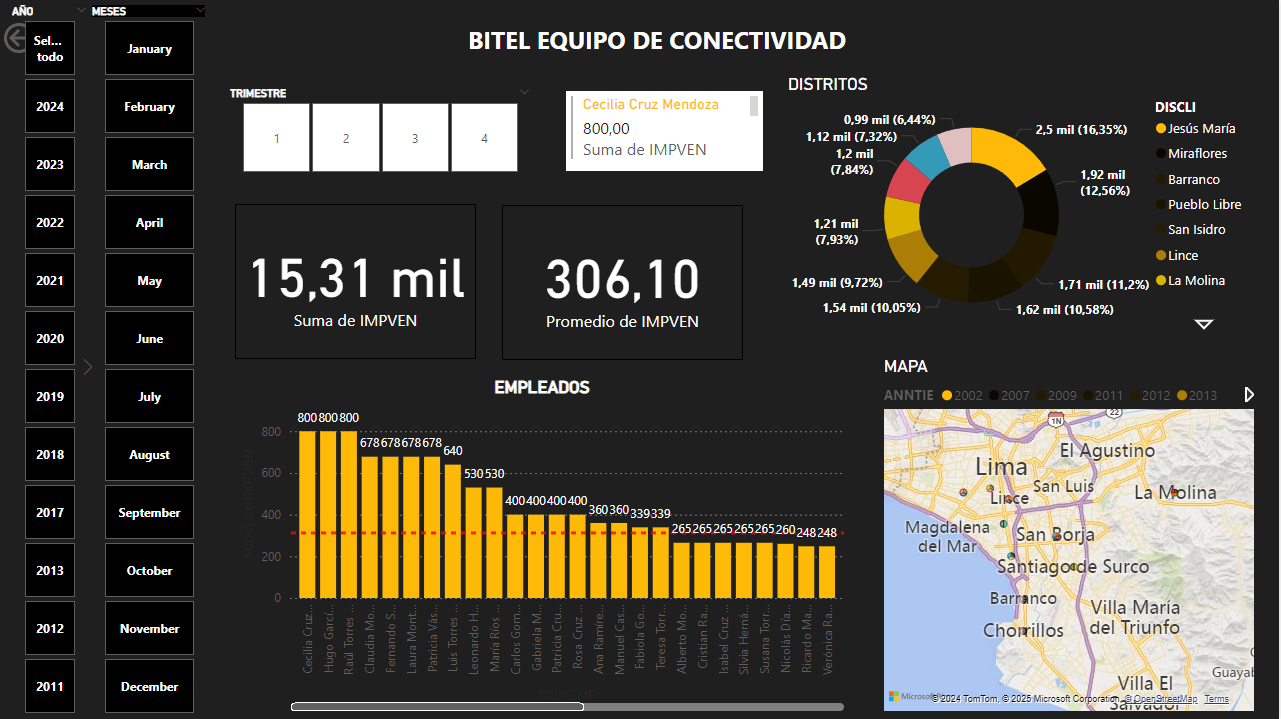 AÑO
MESES
Sel...
todo
2024
2023
2022
2021
2020
2019
2018
2017
2013
2012
2011
January
February
March
April
May
June
July
August
September
October
November
December
BITEL EQUIPO DE CONECTIVIDAD
TRIMESTRE
1
2
3
4
Cecilia Cruz Mendoza
800,00
Suma de IMPVEN
15,31 mil
Suma de IMPVEN
306,10
Promedio de IMPVEN
DISTRITOS
0,99 mil (6,44%)
1,12 mil (7,32%)
1,2 mil
(7,84%)
1,21 mil
(7,93%)
1,49 mil (9,72%)
1,54 mil (10,05%)
2,5 mil (16,35%)
1,92 mil
(12,56%)
1,71 mil (11,2%)
1,62 mil (10,58%)
DISCLI
Jesús María
Miraflores
Barranco
Pueblo Libre
San Isidro
Lince
La Molina
EMPLEADOS
800
600
400
200
0
800 800 800
678 678 678 678
640
530 530
400 400 400 400
360 360
339 339
265 265 265 265 265 260
248 248
Cecilia Cruz ...
Hugo Garcí...
Raúl Torres ...
Claudia Mo...
Fernando S...
Laura Mont...
Patricia Vás...
Luis Torres ...
Leonardo H...
María Ríos ...
Carlos Gom...
Gabriela M...
Patricia Cru...
Rosa Cruz ...
Ana Ramíre...
Manuel Cas...
Fabiola Go...
Teresa Torr...
Alberto Mo...
Cristian Ra...
Isabel Cruz ...
Silvia Herná...
Susana Torr...
Nicolás Día...
Ricardo Ma...
Verónica Ra...
MAPA
ANNTIE 2002 2007 2009 2011 2012 2013
1N
22
El Agustino
Lima
San Luis
La Molina
Lince
Magdalena
del Mar
San Borja
Santiago de Surco
Barranco
Villa María
del Triunfo
Chorrillos
Villa El
Salvador
© 2024 TomTom, © 2025 Microsoft Corporation, © OpenStreetMap Terms